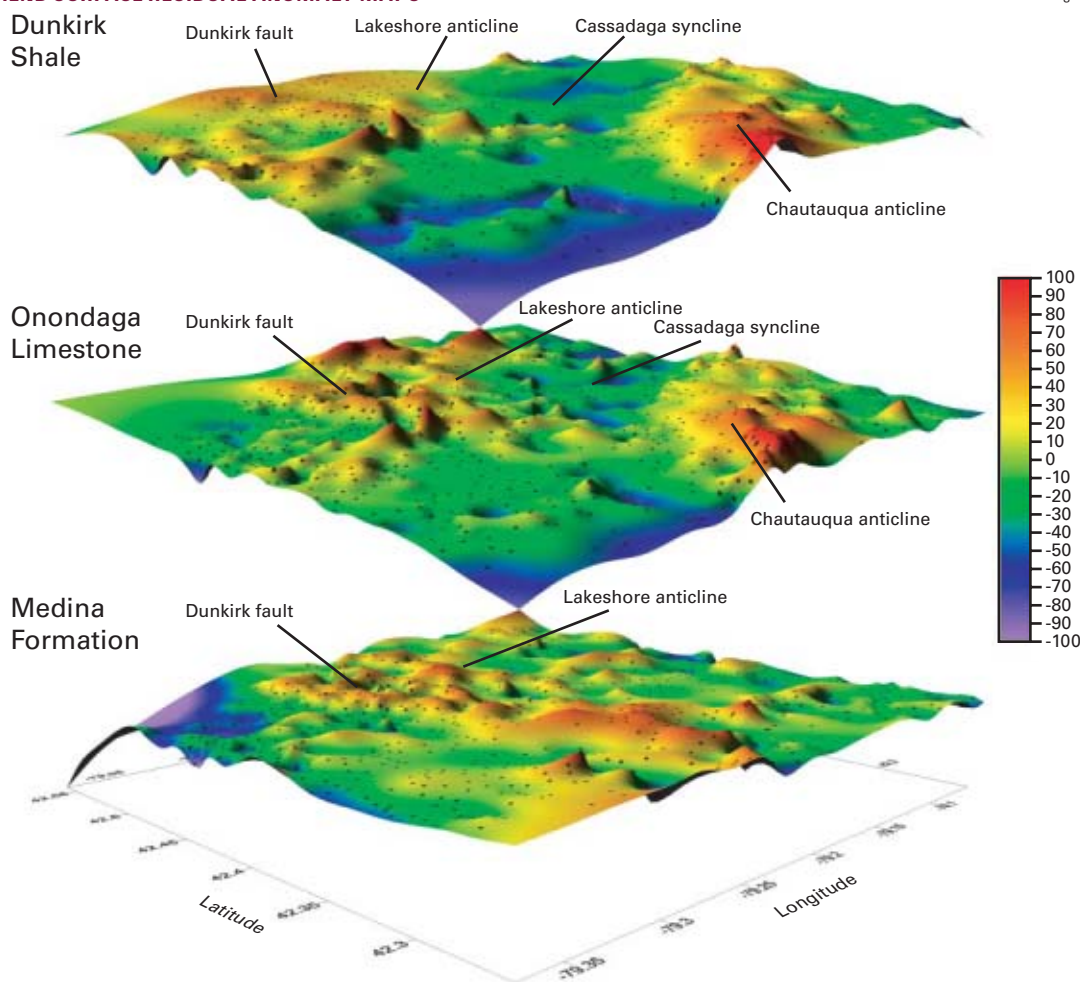 Dunkirk
Shale
Dunkirk fault
Lakeshore anticline
Cassadaga syncline
Chautauqua anticline
Onondaga
Limestone
Dunkirk fault
Lakeshore anticline
Cassadaga syncline
Chautauqua anticline
100
90
80
70
60
50
40
30
20
10
0
-10
-20
-30
-40
-50
-60
-70
-80
-90
-100
Medina
Formation
Dunkirk fault
Lakeshore anticline
42.45
42.4
42.35
42.3
Latitude
-79.35
-79.3
-79.25
-79.2
-79.15
-79.1
Longitude